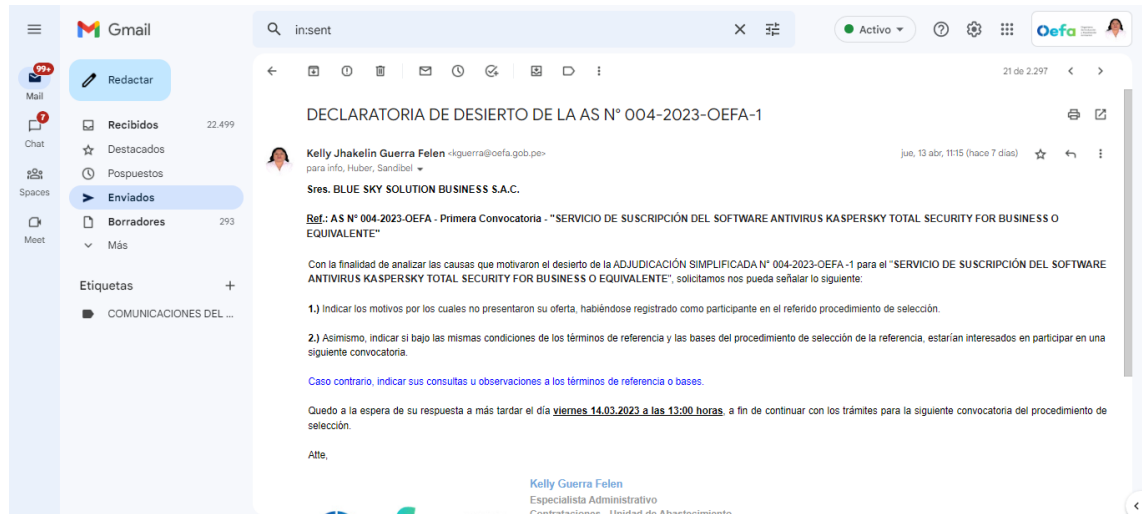 Gmail
in:sent
Activo
Oefa
99+
Mail
Redactar
21 de 2.297
7
Chat
Recibidos 22.499
DECLARATORIA DE DESIERTO DE LA AS N° 004-2023-OEFA-1
Destacados
Spaces
Pospuestos
Kelly Jhakelin Guerra Felen <kguerra@oefa.gob.pe>
jue, 13 abr, 11:15 (hace 7 días)
para info, Huber, Sandibel
Enviados
Sres. BLUE SKY SOLUTION BUSINESS S.A.C.
Meet
Borradores 293
Ref.: AS N° 004-2023-OEFA - Primera Convocatoria - "SERVICIO DE SUSCRIPCIÓN DEL SOFTWARE ANTIVIRUS KASPERSKY TOTAL SECURITY FOR BUSINESS O
EQUIVALENTE"
Más
Con la finalidad de analizar las causas que motivaron el desierto de la ADJUDICACIÓN SIMPLIFICADA N° 004-2023-OEFA -1 para el "SERVICIO DE SUSCRIPCIÓN DEL SOFTWARE
ANTIVIRUS KASPERSKY TOTAL SECURITY FOR BUSINESS O EQUIVALENTE", solicitamos nos pueda señalar lo siguiente:
Etiquetas
COMUNICACIONES DEL ...
1.) Indicar los motivos por los cuales no presentaron su oferta, habiéndose registrado como participante en el referido procedimiento de selección.
2.) Asimismo, indicar si bajo las mismas condiciones de los términos de referencia y las bases del procedimiento de selección de la referencia, estarían interesados en participar en una
siguiente convocatoria.
Caso contrario, indicar sus consultas u observaciones a los términos de referencia o bases.
Quedo a la espera de su respuesta a más tardar el día viernes 14.03.2023 a las 13:00 horas, a fin de continuar con los trámites para la siguiente convocatoria del procedimiento de
selección.
Atte,
Kelly Guerra Felen
Especialista Administrativo
Contrataciones - Unidad de Abastecimiento